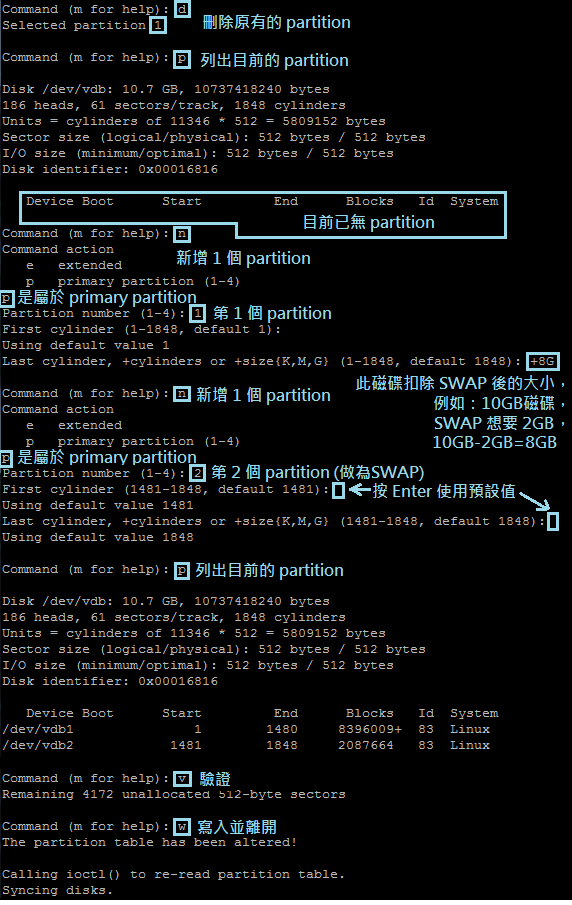 Command (m for help): d 刪除原有的 partition
Selected partition 1
Command (m for help): p 列出目前的 partition
Disk /dev/vdb: 10.7 GB, 10737418240 bytes
186 heads, 61 sectors/track, 1848 cylinders
Units = cylinders of 11346 * 512 = 5809152 bytes
Sector size (logical/physical): 512 bytes / 512 bytes
I/O size (minimum/optimal): 512 bytes / 512 bytes
Disk identifier: 0x00016816
Device Boot Start End Blocks Id System
目前已無 partition
Command (m for help): n
新增 1 個 partition
Command action
e extended
p primary partition (1-4)
p 是屬於 primary partition
Partition number (1-4): 1 第 1 個 partition
First cylinder (1-1848, default 1):
Using default value 1
Last cylinder, +cylinders or +size{K,M,G} (1-1848, default 1848): +8G
此磁碟扣除 SWAP 後的大小，
例如：10GB磁碟，
SWAP 想要 2GB，
10GB-2GB=8GB
Command (m for help): n 新增 1 個 partition
Command action
e extended
p primary partition (1-4)
p 是屬於 primary partition
Partition number (1-4): 2 第 2 個 partition (做為SWAP)
First cylinder (1481-1848, default 1481): 按 Enter 使用預設值
Using default value 1481
Last cylinder, +cylinders or +size{K,M,G} (1481-1848, default 1848):
Using default value 1848
Command (m for help): p 列出目前的 partition
Disk /dev/vdb: 10.7 GB, 10737418240 bytes
186 heads, 61 sectors/track, 1848 cylinders
Units = cylinders of 11346 * 512 = 5809152 bytes
Sector size (logical/physical): 512 bytes / 512 bytes
I/O size (minimum/optimal): 512 bytes / 512 bytes
Disk identifier: 0x00016816
Device Boot Start End Blocks Id System
/dev/vdb1 1 1480 8396009+ 83 Linux
/dev/vdb2 1481 1848 2087664 83 Linux
Command (m for help): v 驗證
Remaining 4172 unallocated 512-byte sectors
Command (m for help): w 寫入並離開
The partition table has been altered!
Calling ioctl() to re-read partition table.
Syncing disks.